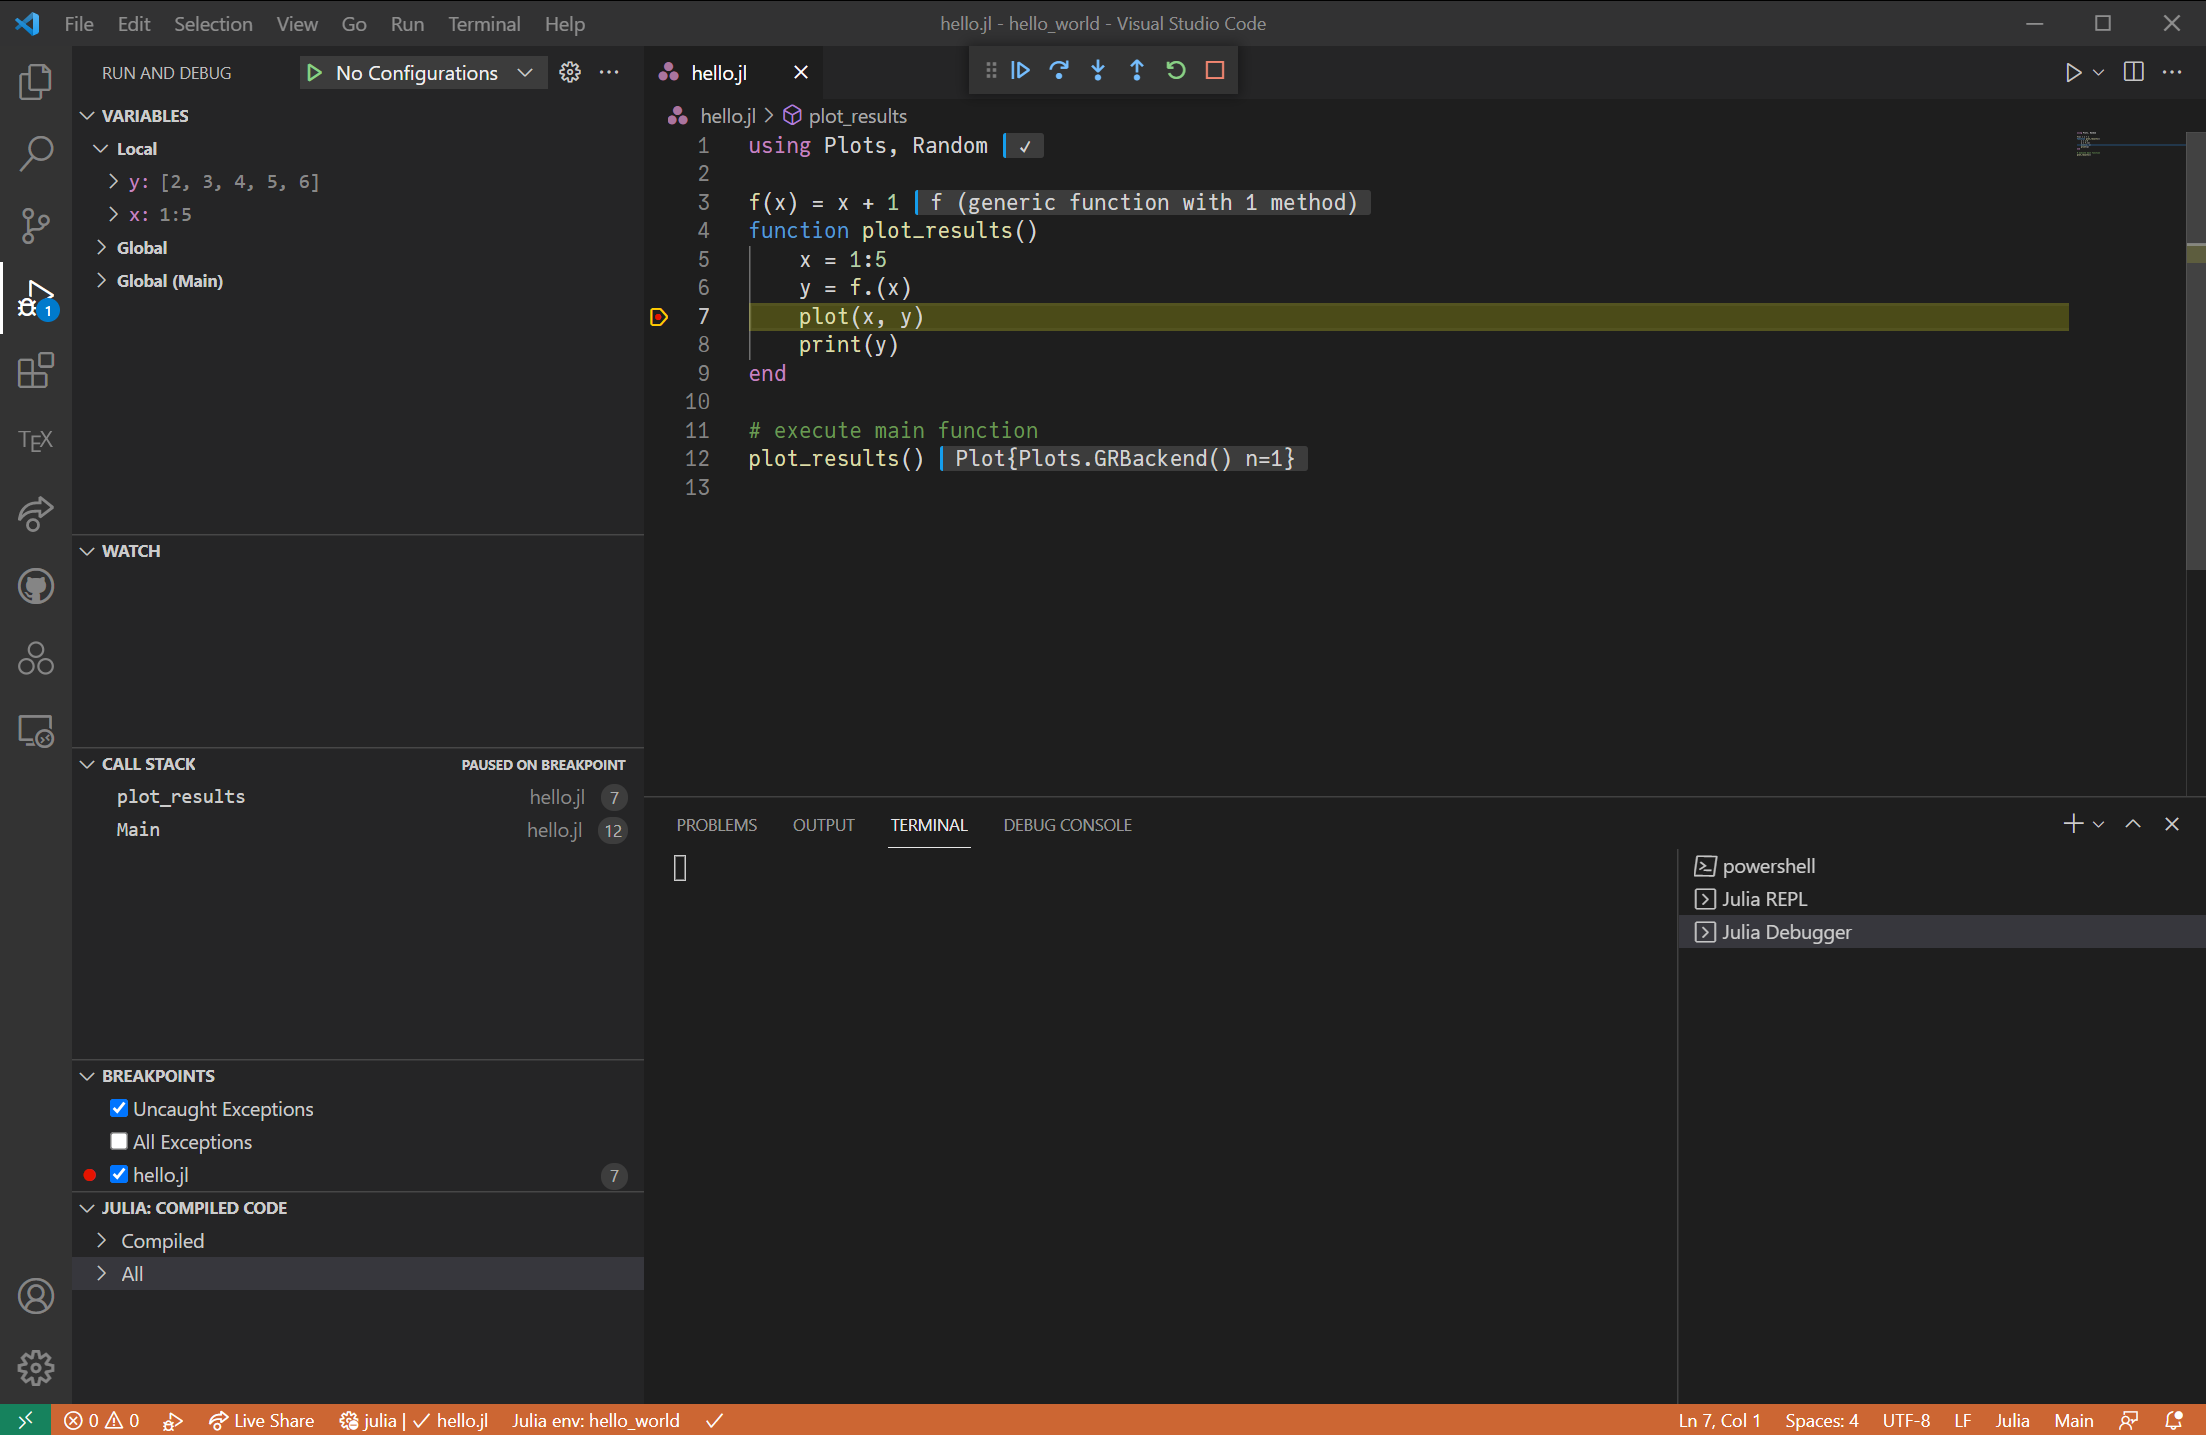 File Edit Selection View Go Run Terminal Help
hello.jl - hello_world - Visual Studio Code
RUN AND DEBUG
No Configurations
VARIABLES
Local
y: [2, 3, 4, 5, 6]
x: 1:5
Global
Global (Main)
1
WATCH
CALL STACK PAUSED ON BREAKPOINT
plot_results hello.jl 7
Main hello.jl 12
BREAKPOINTS
Uncaught Exceptions
All Exceptions
hello.jl 7
JULIA: COMPILED CODE
Compiled
All
TEX
hello.jl
hello.jl > plot_results
1 using Plots, Random ✓
2
3 f(x) = x + 1 f (generic function with 1 method)
4 function plot_results()
5 x = 1:5
6 y = f.(x)
7 plot(x, y)
8 print(y)
9 end
10
11 # execute main function
12 plot_results() Plot{Plots.GRBackend() n=1}
13
PROBLEMS OUTPUT TERMINAL DEBUG CONSOLE
powershell
Julia REPL
Julia Debugger
0 0 Live Share julia | ✓ hello.jl Julia env: hello_world ✓
Ln 7, Col 1 Spaces: 4 UTF-8 LF Julia Main